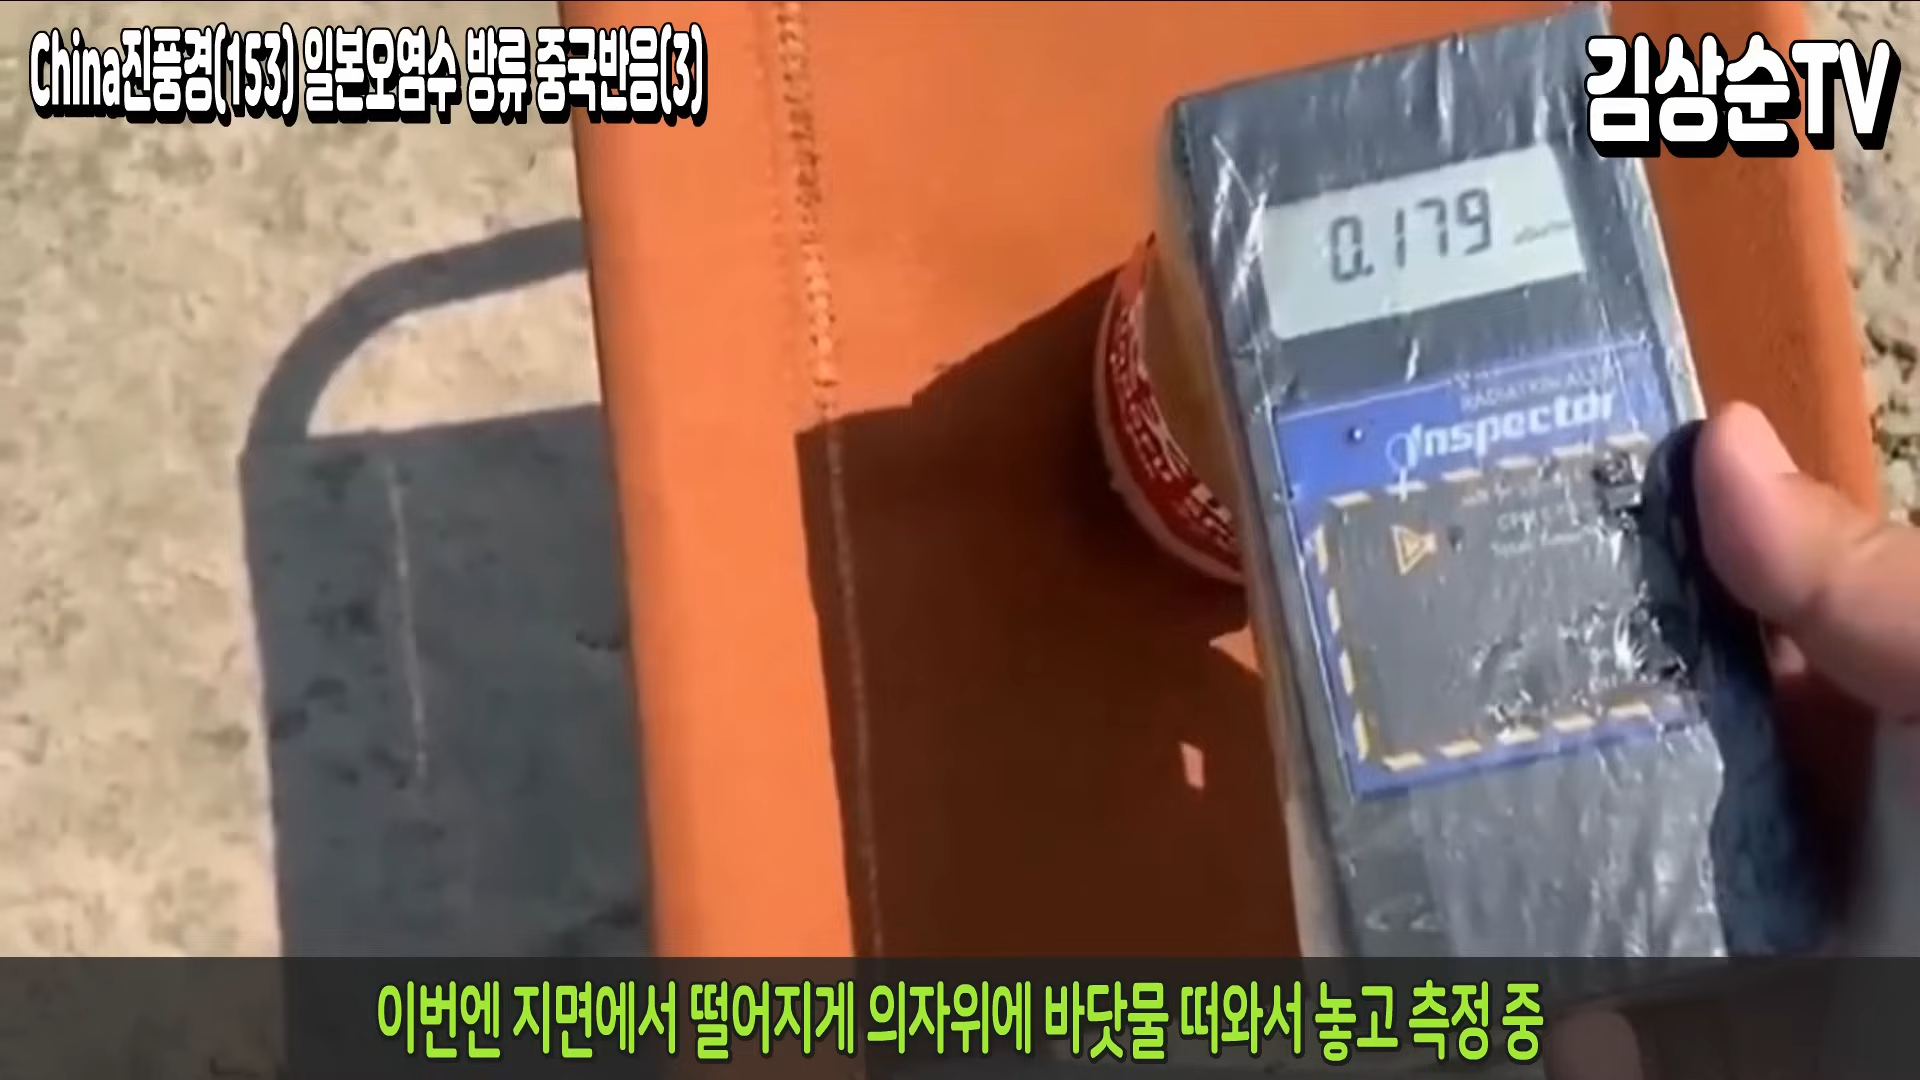 China진풍경(153) 일본오염수 방류 중국반응(3)
김상순TV
0.179
RADIATION ALERT
Inspector
이번엔 지면에서 떨어지게 의자위에 바닷물 떠와서 놓고 측정 중